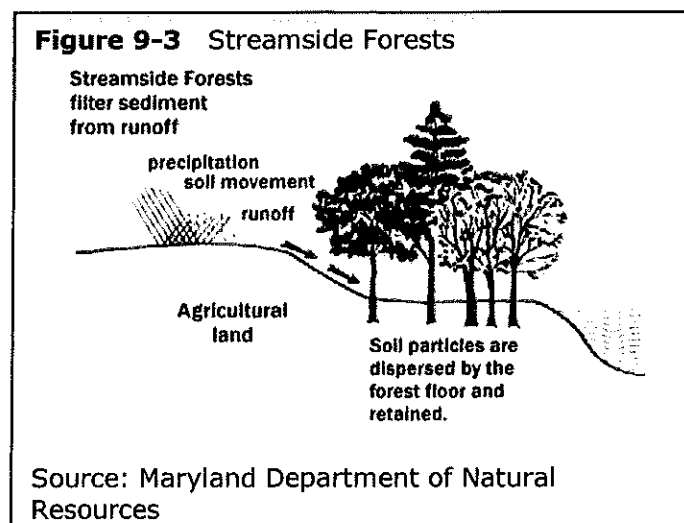 Figure 9-3 Streamside Forests
Streamside Forests
filter sediment
from runoff
precipitation
soil movement
runoff
Agricultural
land
Soil particles are
dispersed by the
forest floor and
retained.
Source: Maryland Department of Natural
Resources